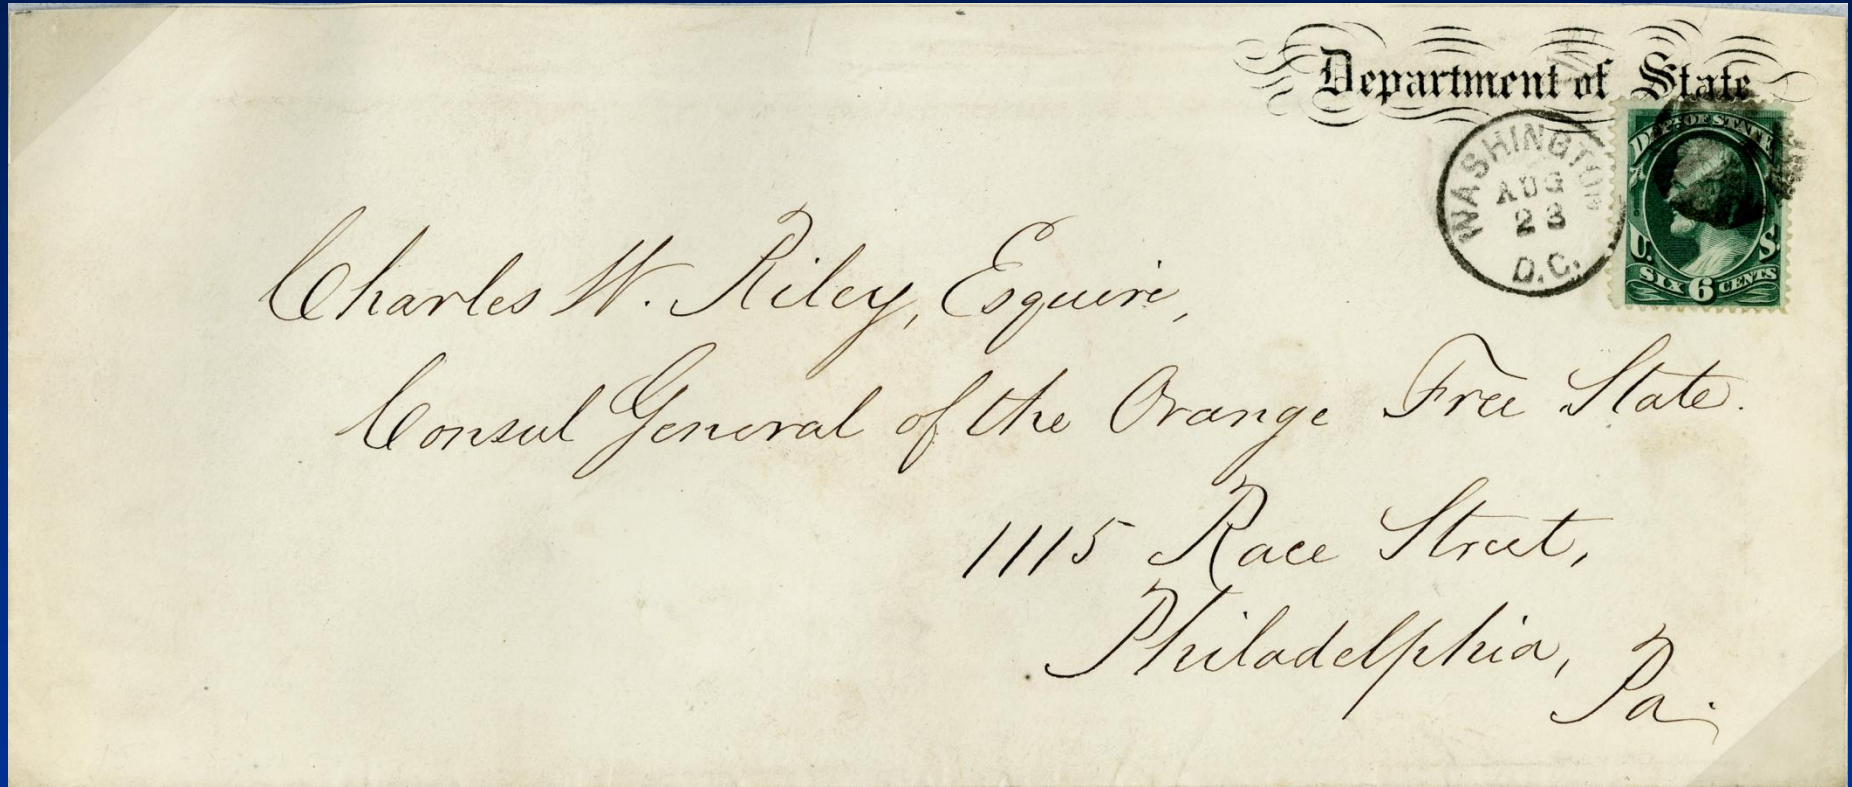 Department of State
WASHINGTON
AUG
23
D.C.
DEPT. OF STATE
U. S.
SIX 6 CENTS
Charles W. Riley, Esquire,
Consul General of the Orange Free State.
1115 Race Street,
Philadelphia,
Pa.